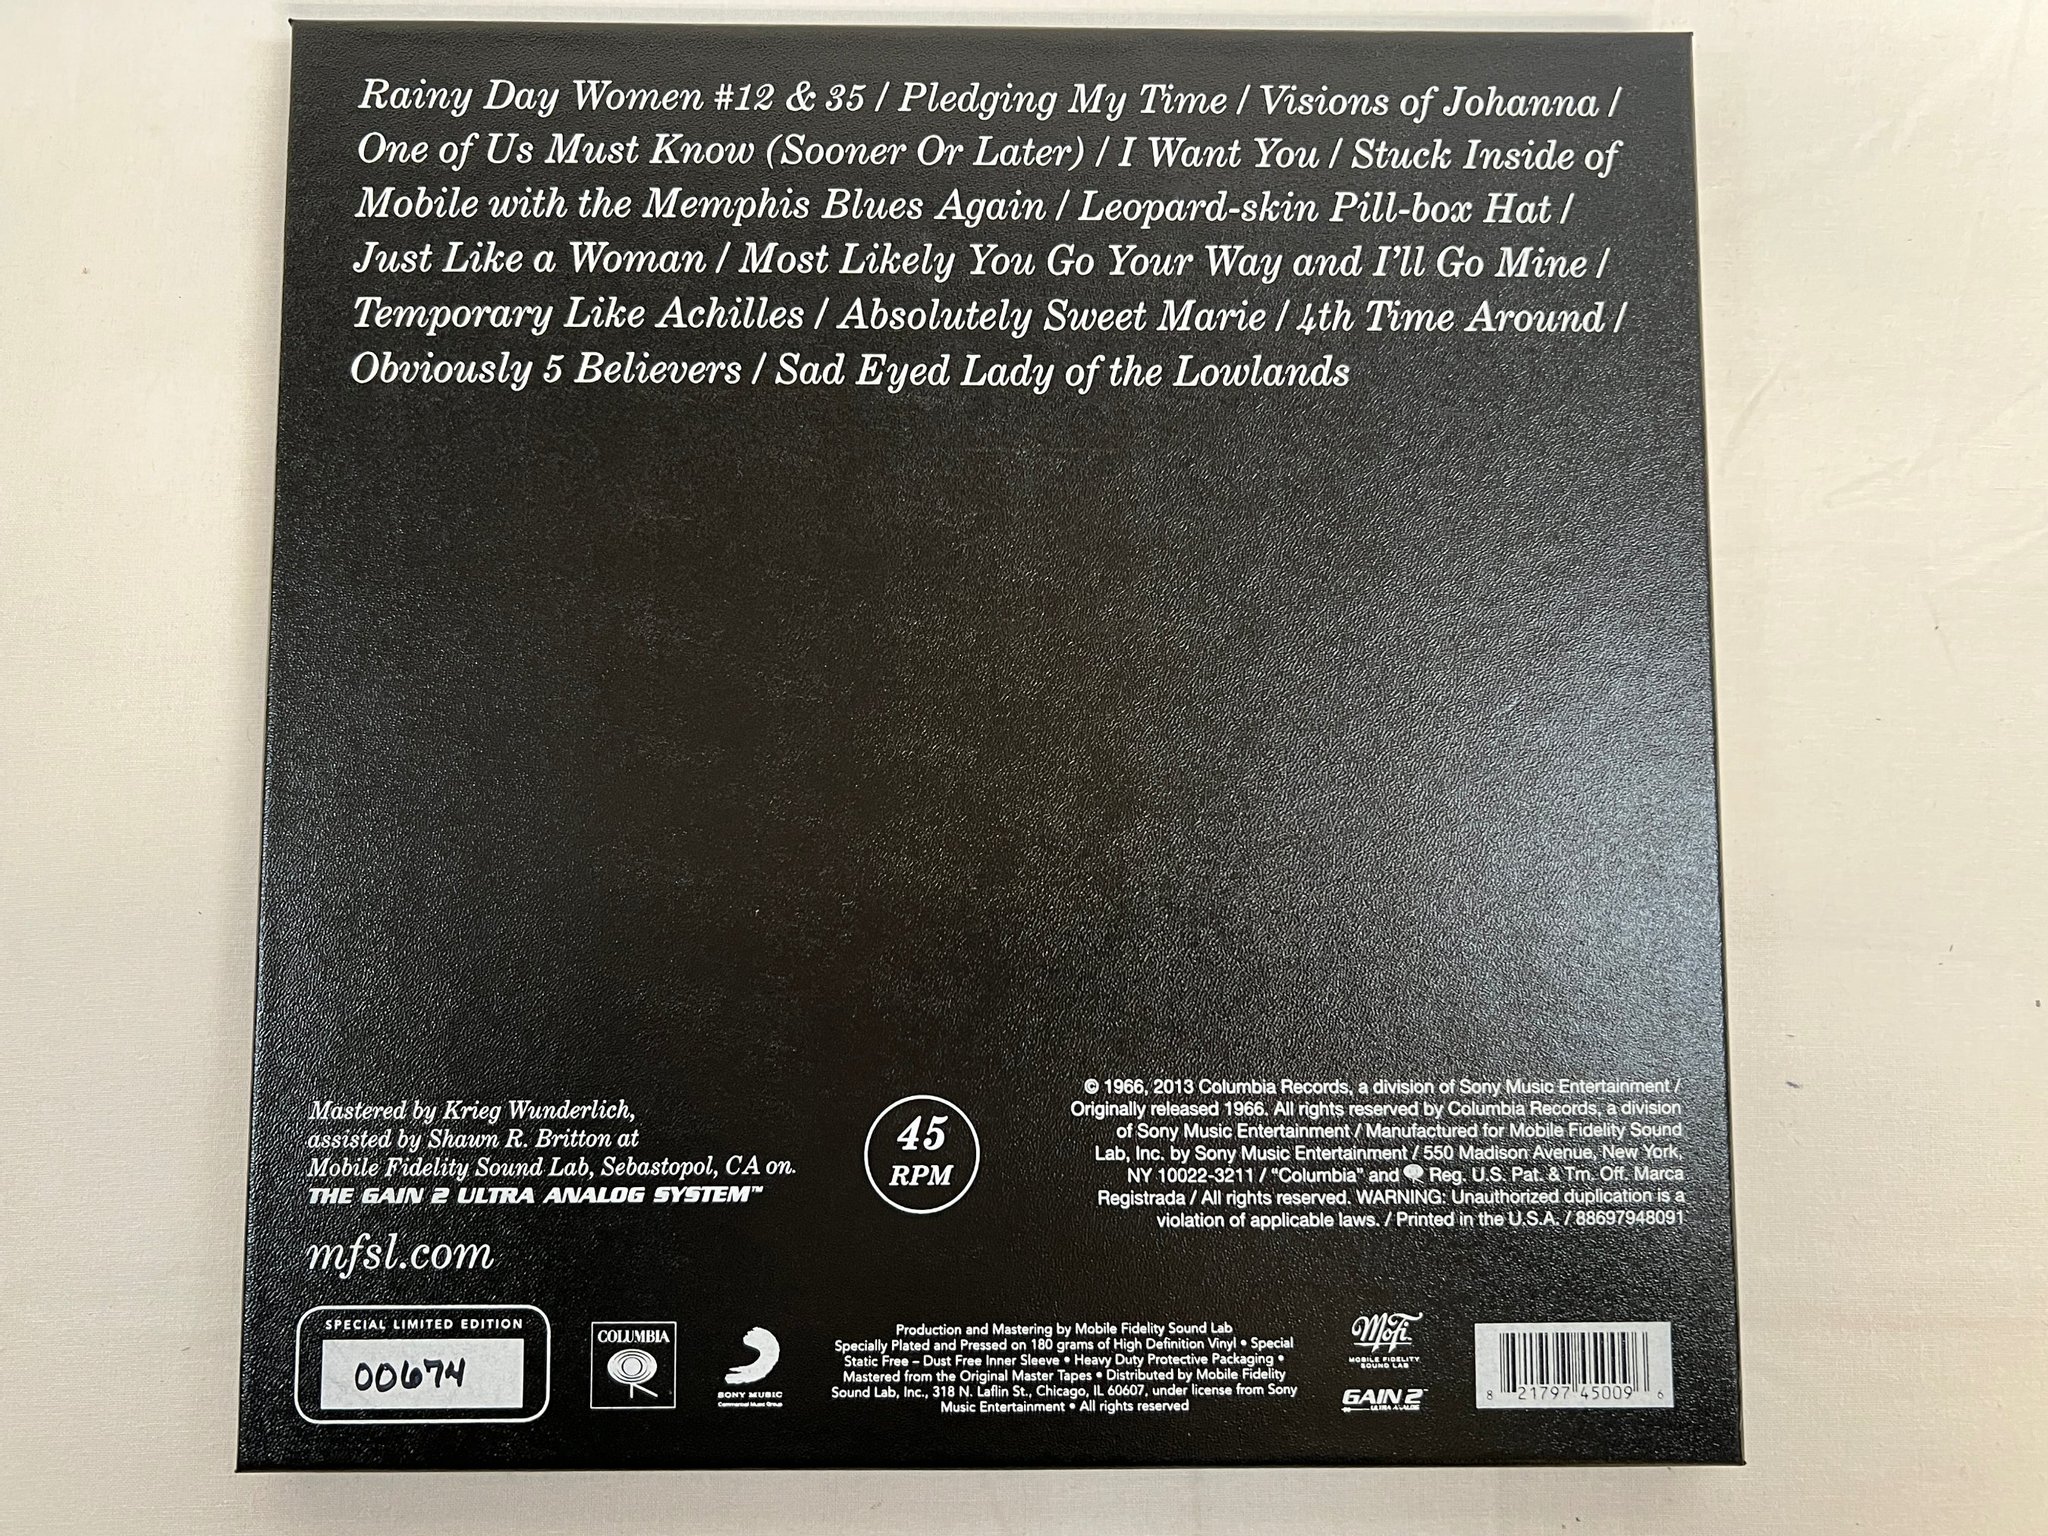 Rainy Day Women #12 & 35 / Pledging My Time / Visions of Johanna /
One of Us Must Know (Sooner Or Later) / I Want You / Stuck Inside of
Mobile with the Memphis Blues Again / Leopard-skin Pill-box Hat /
Just Like a Woman / Most Likely You Go Your Way and I'll Go Mine /
Temporary Like Achilles / Absolutely Sweet Marie / 4th Time Around /
Obviously 5 Believers / Sad Eyed Lady of the Lowlands
Mastered by Krieg Wunderlich,
assisted by Shawn R. Britton at
Mobile Fidelity Sound Lab, Sebastopol, CA on.
THE GAIN 2 ULTRA ANALOG SYSTEM™
mfsl.com
45
RPM
© 1966, 2013 Columbia Records, a division of Sony Music Entertainment /
Originally released 1966. All rights reserved by Columbia Records, a division
of Sony Music Entertainment / Manufactured for Mobile Fidelity Sound
Lab, Inc. by Sony Music Entertainment / 550 Madison Avenue, New York,
NY 10022-3211 / "Columbia" and Reg. U.S. Pat. & Tm. Off. Marca
Registrada / All rights reserved. WARNING: Unauthorized duplication is a
violation of applicable laws. / Printed in the U.S.A. / 88697948091
SPECIAL LIMITED EDITION
00674
COLUMBIA
SONY MUSIC
Commercial Music Group
Production and Mastering by Mobile Fidelity Sound Lab
Specially Plated and Pressed on 180 grams of High Definition Vinyl • Special
Static Free – Dust Free Inner Sleeve • Heavy Duty Protective Packaging •
Mastered from the Original Master Tapes • Distributed by Mobile Fidelity
Sound Lab, Inc., 318 N. Laflin St., Chicago, IL 60607, under license from Sony
Music Entertainment • All rights reserved
MoFi
MOBILE FIDELITY
SOUND LAB
GAIN 2™
ULTRA ANALOG
8 21797 45009 6